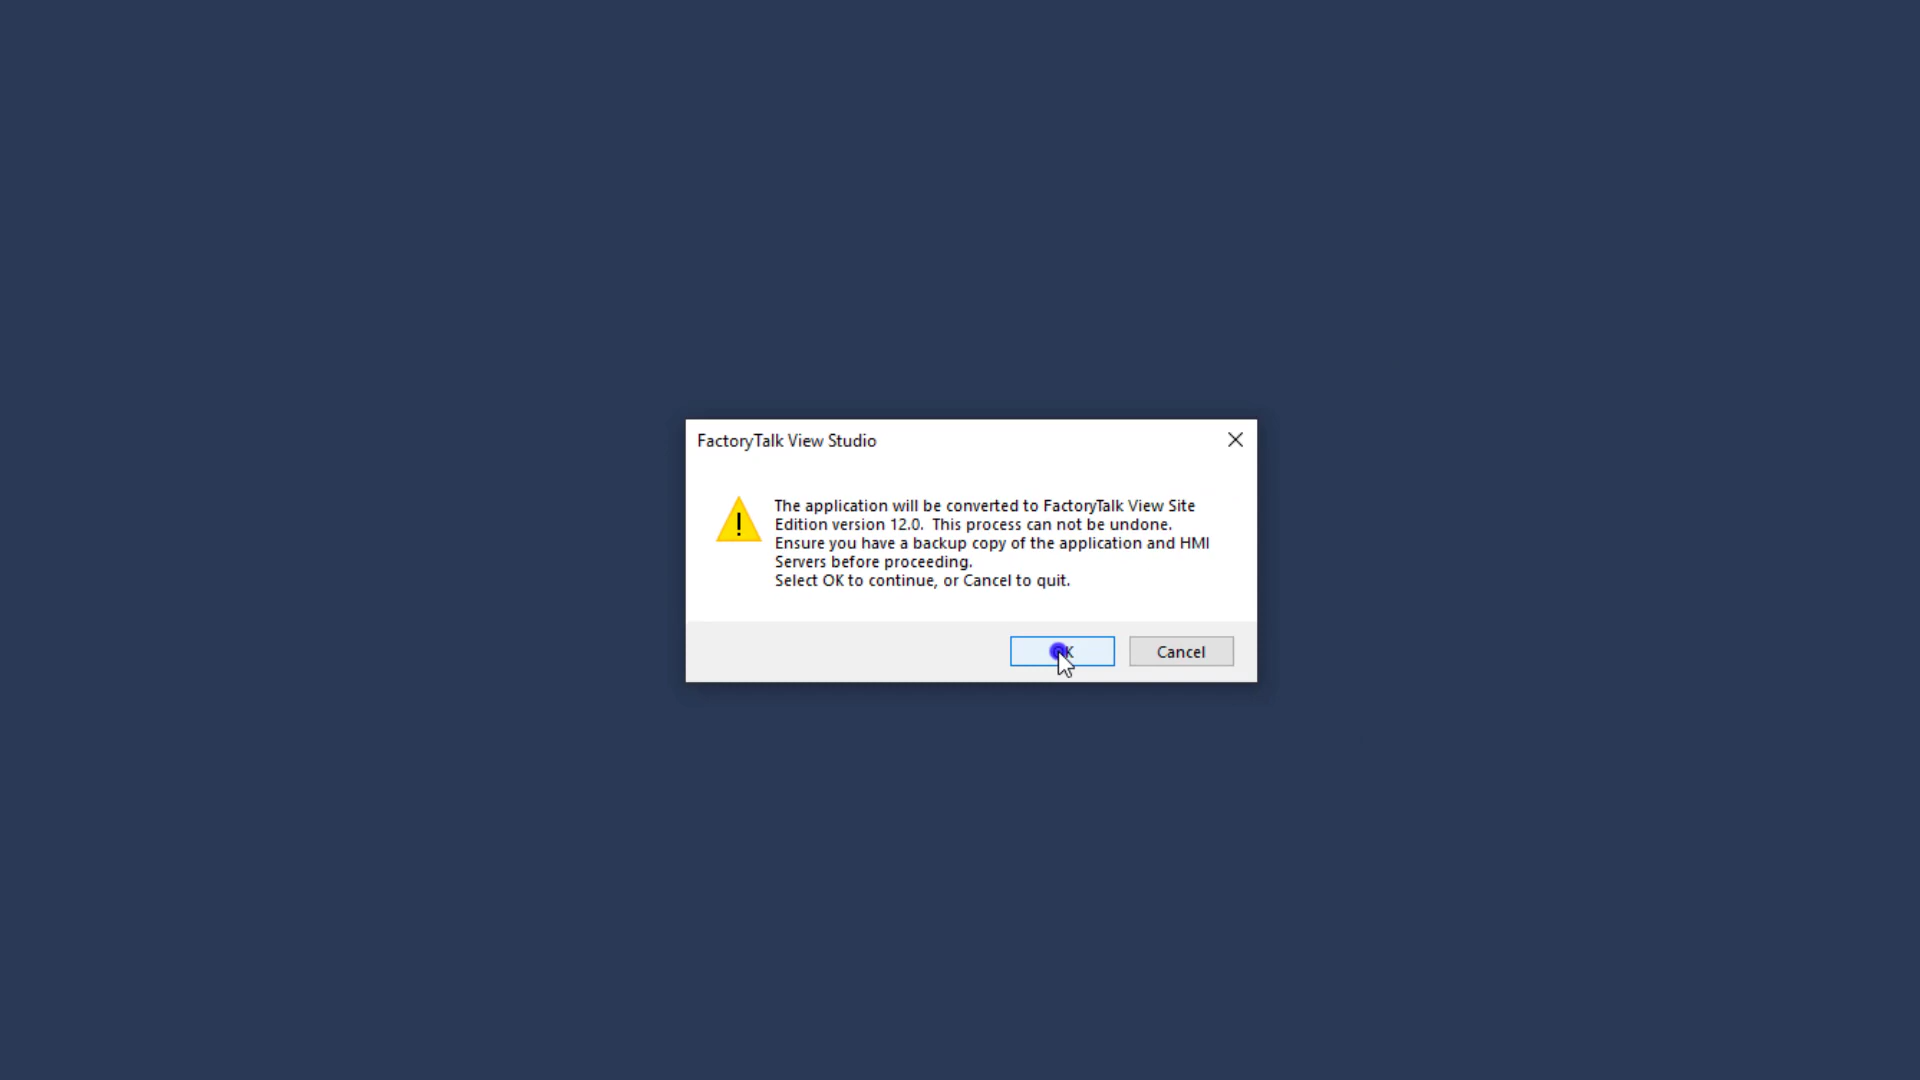 FactoryTalk View Studio
The application will be converted to FactoryTalk View Site
Edition version 12.0.  This process can not be undone.
Ensure you have a backup copy of the application and HMI
Servers before proceeding.
Select OK to continue, or Cancel to quit.
OK
Cancel